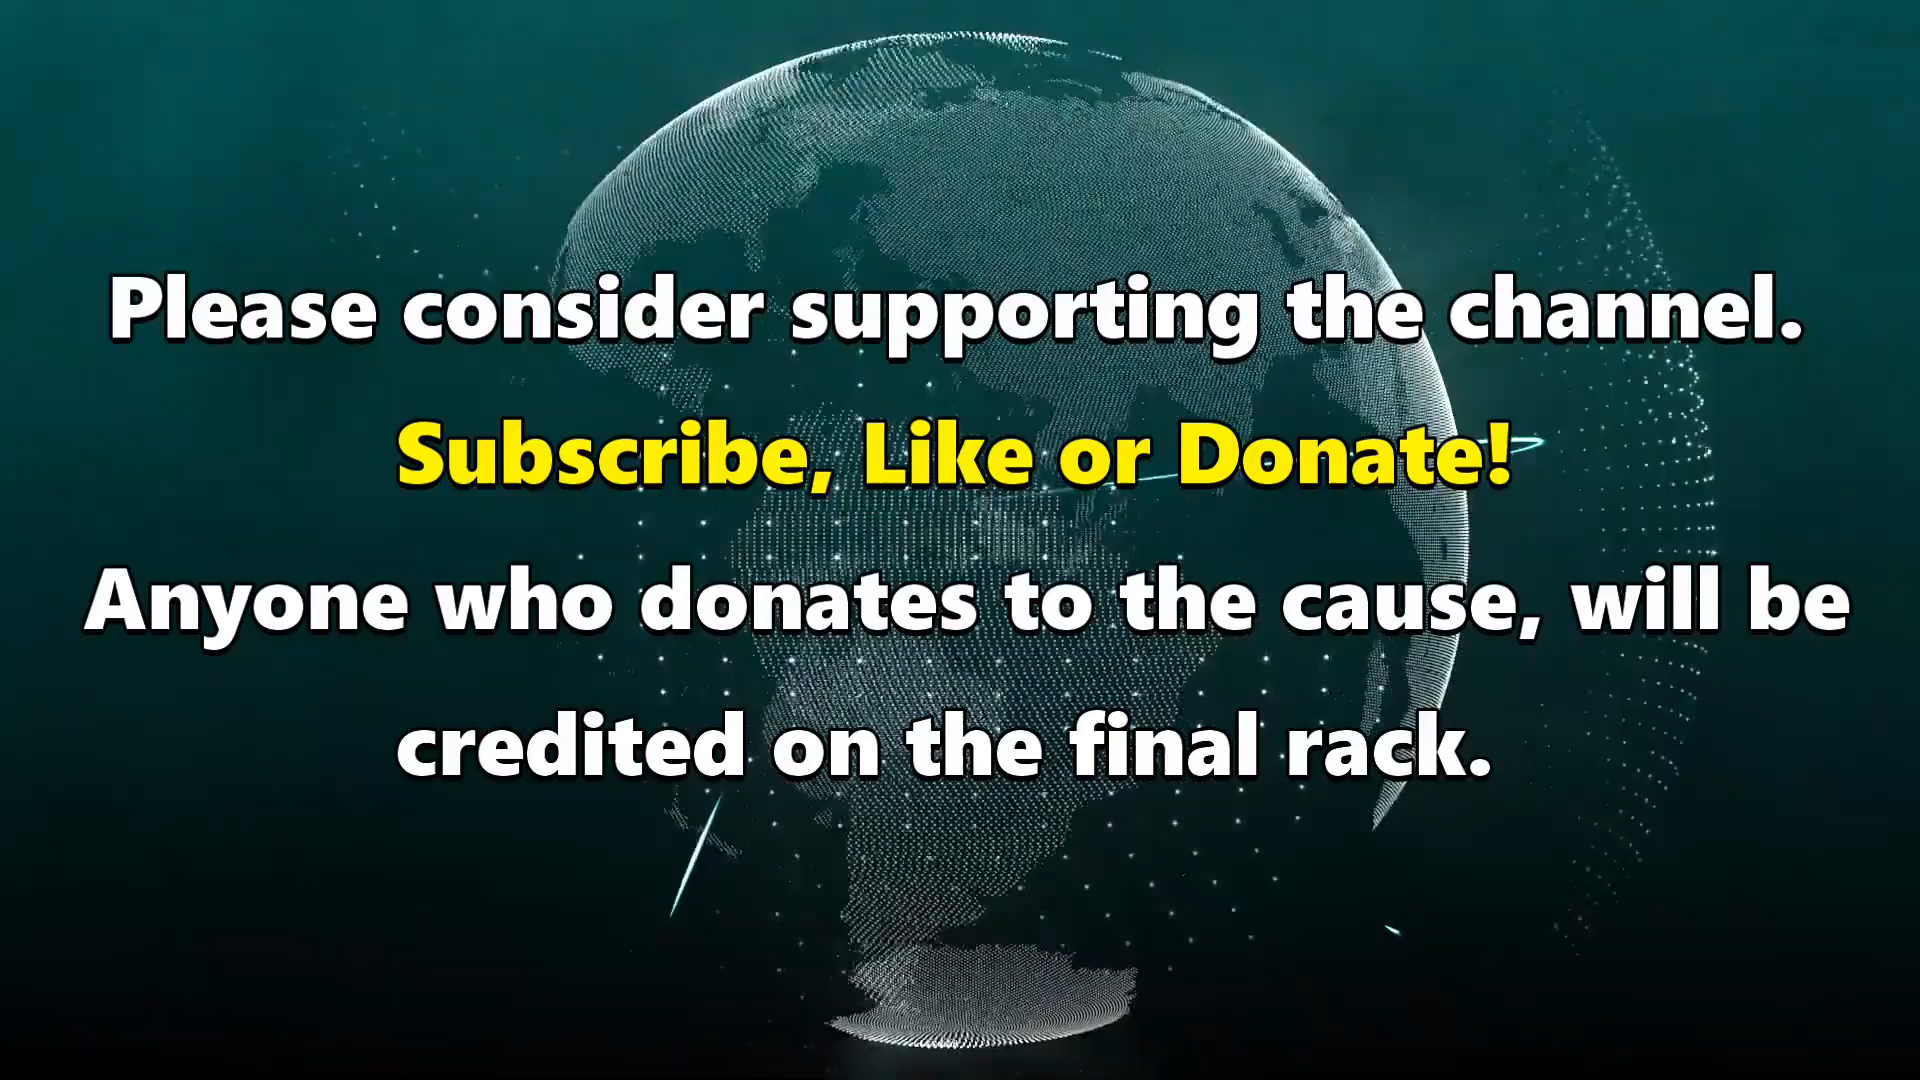 Please consider supporting the channel.
Subscribe, Like or Donate!
Anyone who donates to the cause, will be
credited on the final rack.